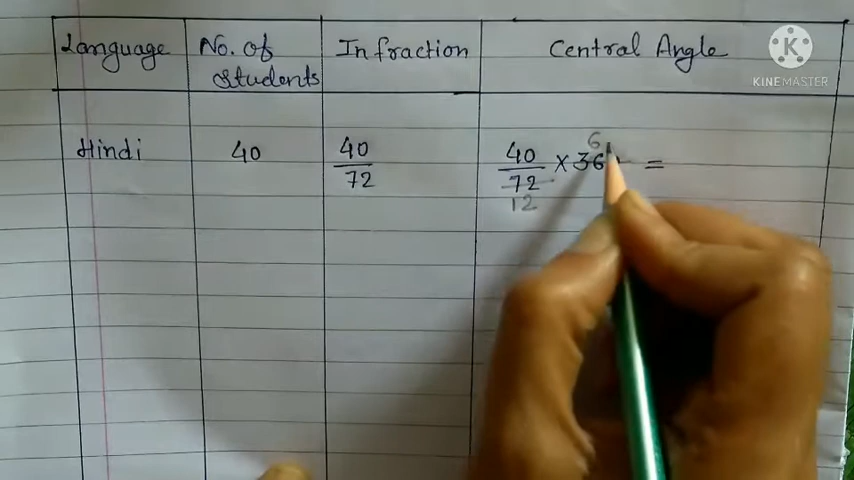 Language No. of Students In fraction Central Angle
KINEMASTER
Hindi 40 40/72 40/72 × 36 =
6
12